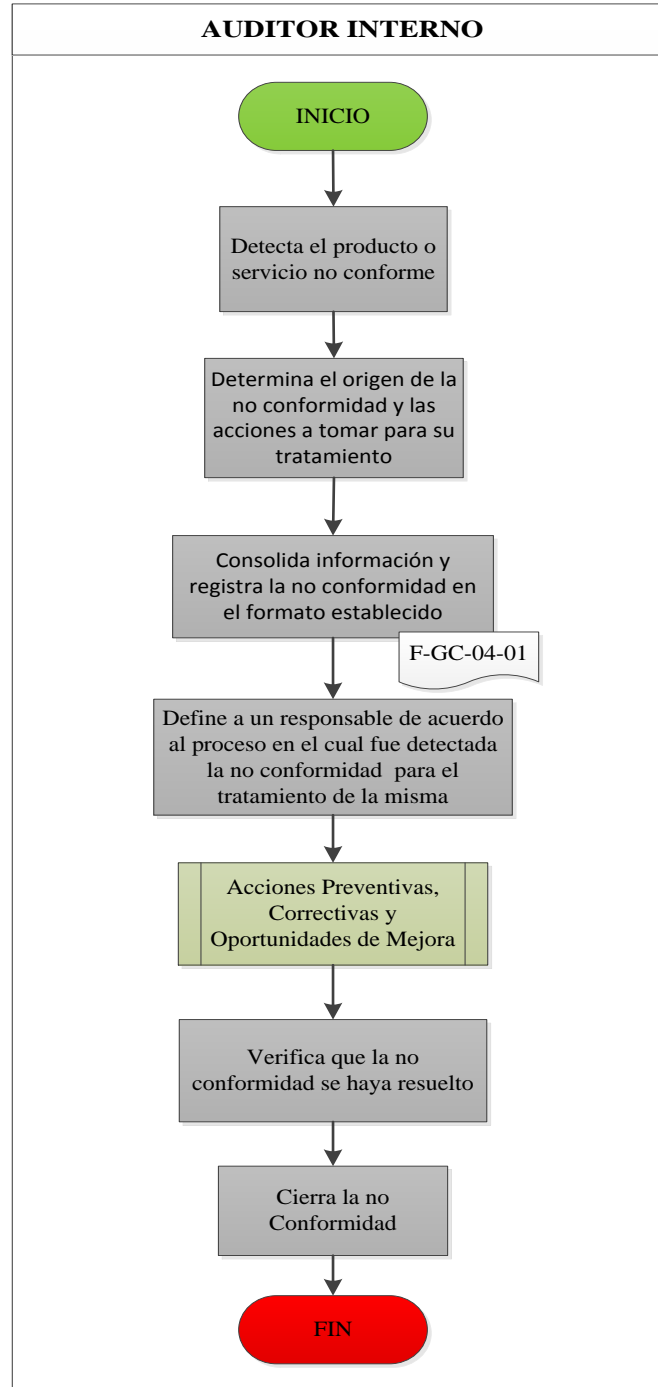 AUDITOR INTERNO
INICIO
Detecta el producto o
servicio no conforme
Determina el origen de la
no conformidad y las
acciones a tomar para su
tratamiento
Consolida información y
registra la no conformidad en
el formato establecido
F-GC-04-01
Define a un responsable de acuerdo
al proceso en el cual fue detectada
la no conformidad para el
tratamiento de la misma
Acciones Preventivas,
Correctivas y
Oportunidades de Mejora
Verifica que la no
conformidad se haya resuelto
Cierra la no
Conformidad
FIN